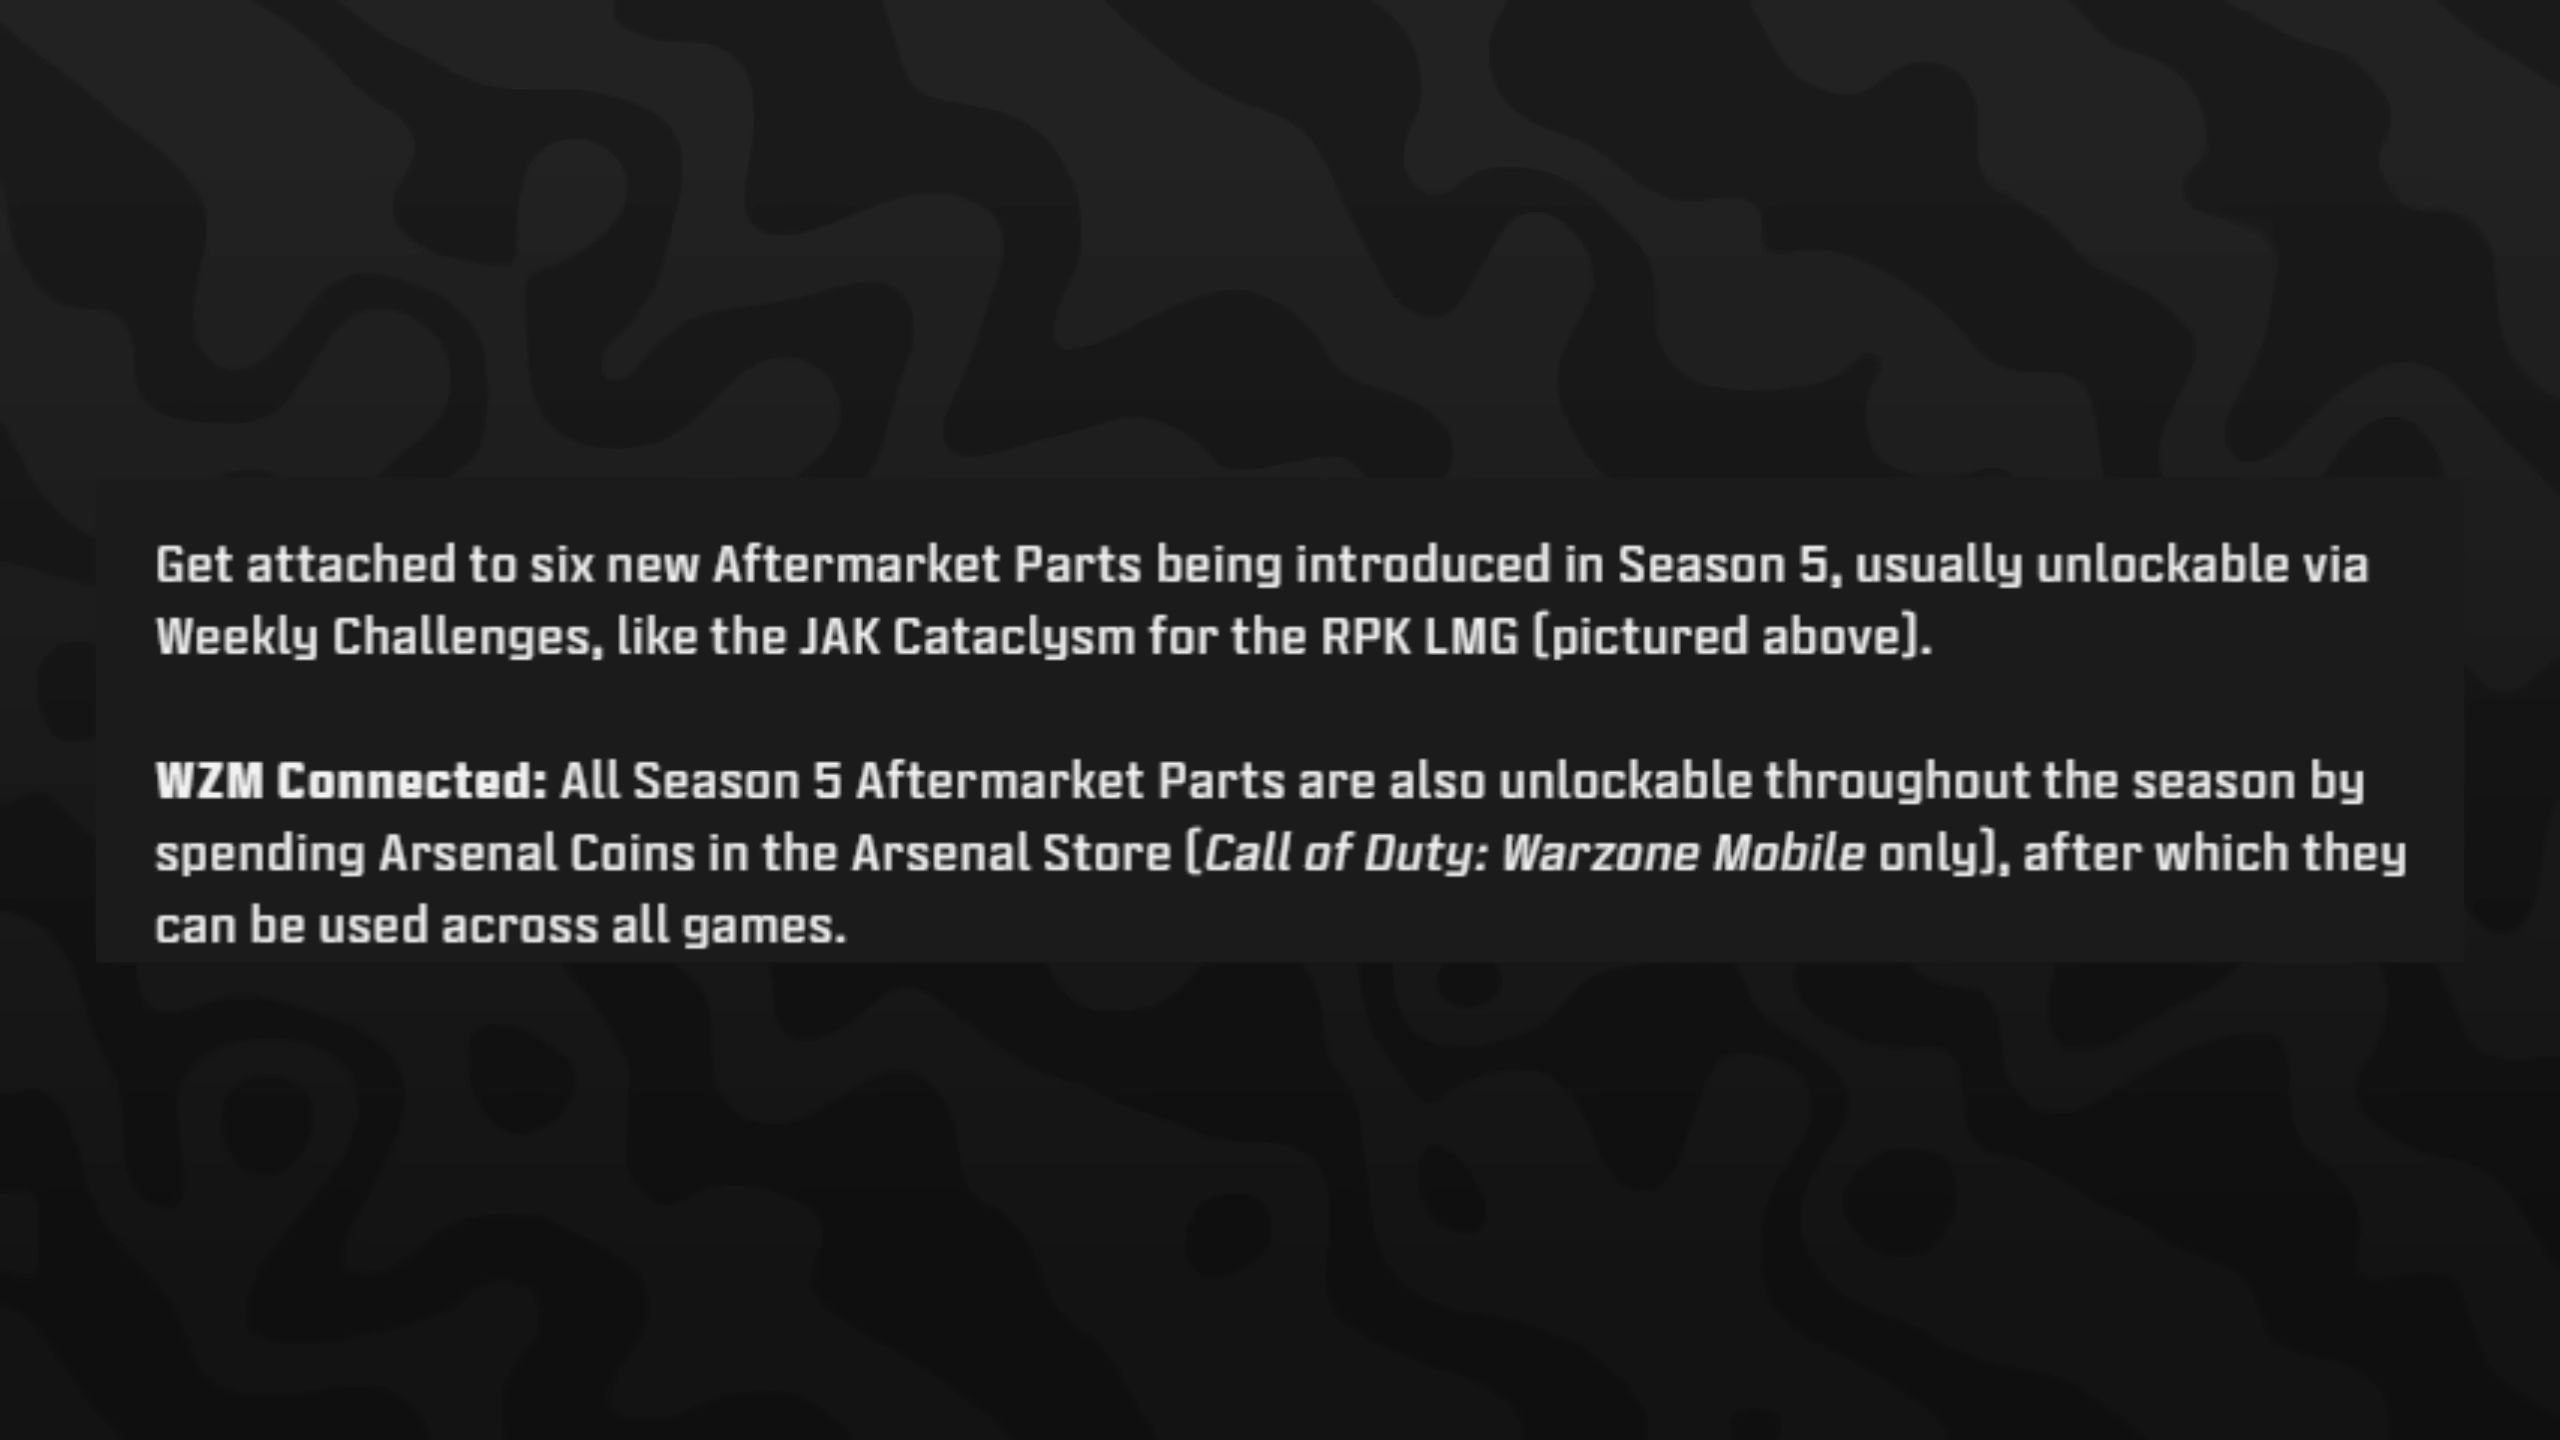 Get attached to six new Aftermarket Parts being introduced in Season 5, usually unlockable via
Weekly Challenges, like the JAK Cataclysm for the RPK LMG (pictured above).
WZM Connected: All Season 5 Aftermarket Parts are also unlockable throughout the season by
spending Arsenal Coins in the Arsenal Store (Call of Duty: Warzone Mobile only), after which they
can be used across all games.